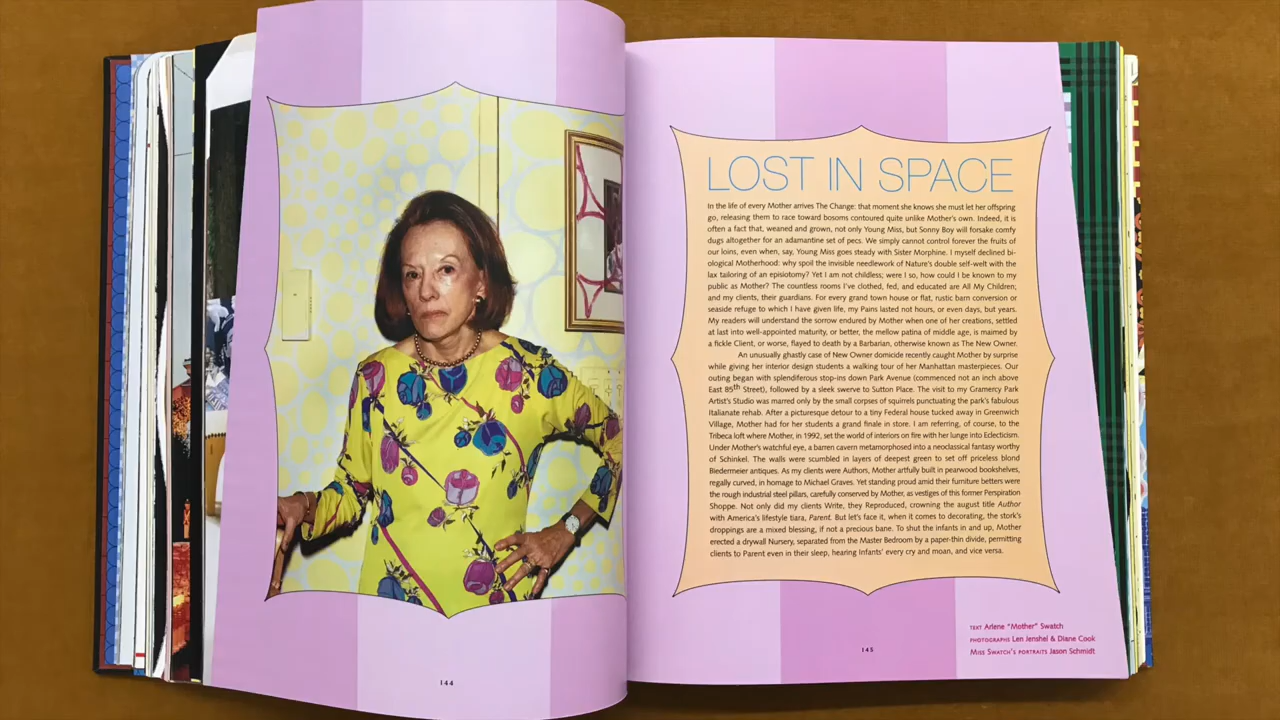 LOST IN SPACE
In the life of every Mother arrives The Change: that moment she knows she must let her offspring
go, releasing them to race toward bosoms contoured quite unlike Mother's own. Indeed, it is
often a fact that, weaned and grown, not only Young Miss, but Sonny Boy will forsake comfy
dugs altogether for an adamantine set of pecs. We simply cannot control forever the fruits of
our loins, even when, say, Young Miss goes steady with Sister Morphine. I myself declined bi-
ological Motherhood: why spoil the invisible needlework of Nature's double self-welt with the
lax tailoring of an episiotomy? Yet I am not childless; were I so, how could I be known to my
public as Mother? The countless rooms I've clothed, fed, and educated are All My Children;
and my clients, their guardians. For every grand town house or flat, rustic barn conversion or
seaside refuge to which I have given life, my Pains lasted not hours, or even days, but years.
My readers will understand the sorrow endured by Mother when one of her creations, settled
at last into well-appointed maturity, or better, the mellow patina of middle age, is maimed by
a fickle Client, or worse, flayed to death by a Barbarian, otherwise known as The New Owner.
An unusually ghastly case of New Owner domicide recently caught Mother by surprise
while giving her interior design students a walking tour of her Manhattan masterpieces. Our
outing began with splendiferous stop-ins down Park Avenue (commenced not an inch above
East 85th Street), followed by a sleek swerve to Sutton Place. The visit to my Gramercy Park
Artist's Studio was marred only by the small corpses of squirrels punctuating the park's fabulous
Italianate rehab. After a picturesque detour to a tiny Federal house tucked away in Greenwich
Village, Mother had for her students a grand finale in store. I am referring, of course, to the
Tribeca loft where Mother, in 1992, set the world of interiors on fire with her lunge into Eclecticism.
Under Mother's watchful eye, a barren cavern metamorphosed into a neoclassical fantasy worthy
of Schinkel. The walls were scumbled in layers of deepest green to set off priceless blond
Biedermeier antiques. As my clients were Authors, Mother artfully built in pearwood bookshelves,
regally curved, in homage to Michael Graves. Yet standing proud amid their furniture betters were
the rough industrial steel pillars, carefully conserved by Mother, as vestiges of this former Perspiration
Shoppe. Not only did my clients Write, they Reproduced, crowning the august title Author
with America's lifestyle tiara, Parent. But let's face it, when it comes to decorating, the stork's
droppings are a mixed blessing, if not a precious bane. To shut the infants in and up, Mother
erected a drywall Nursery, separated from the Master Bedroom by a paper-thin divide, permitting
clients to Parent even in their sleep, hearing Infants' every cry and moan, and vice versa.
TEXT Arlene "Mother" Swatch
PHOTOGRAPHS Len Jenshel & Diane Cook
MISS SWATCH'S PORTRAITS Jason Schmidt
144
145